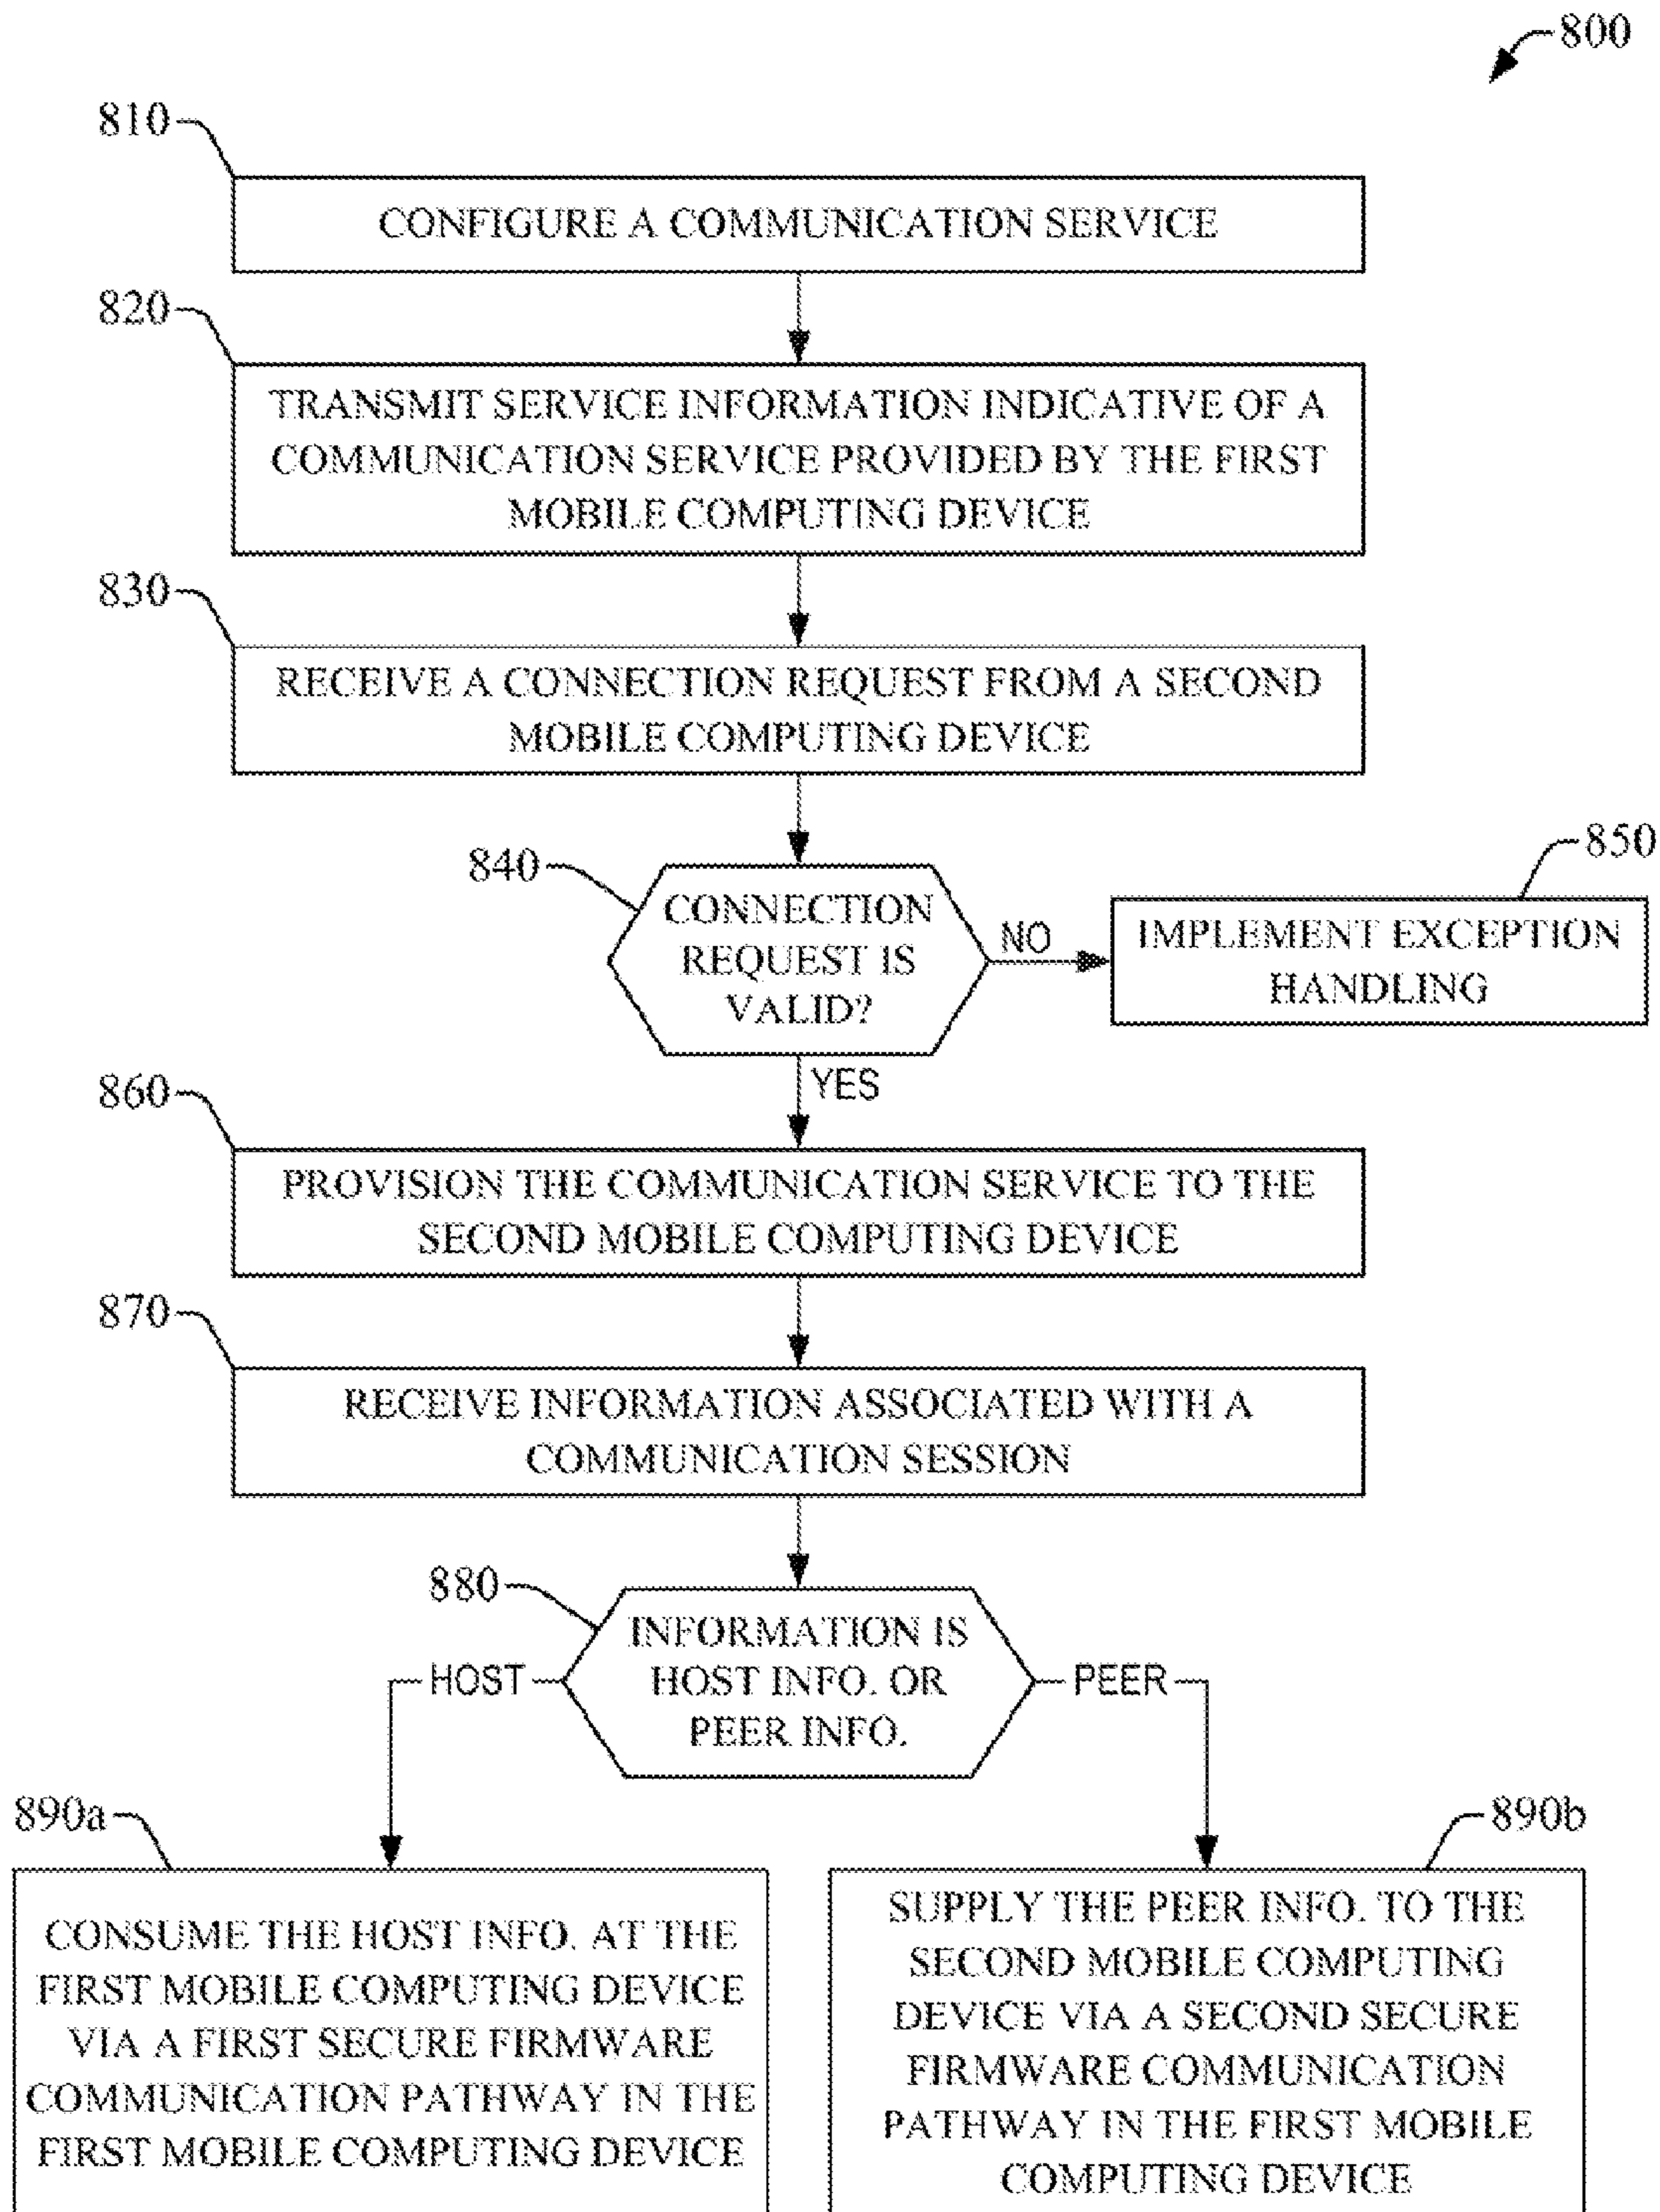 800
810
CONFIGURE A COMMUNICATION SERVICE
820
TRANSMIT SERVICE INFORMATION INDICATIVE OF A
COMMUNICATION SERVICE PROVIDED BY THE FIRST
MOBILE COMPUTING DEVICE
830
RECEIVE A CONNECTION REQUEST FROM A SECOND
MOBILE COMPUTING DEVICE
840
CONNECTION
REQUEST IS
VALID?
NO
850
IMPLEMENT EXCEPTION
HANDLING
YES
860
PROVISION THE COMMUNICATION SERVICE TO THE
SECOND MOBILE COMPUTING DEVICE
870
RECEIVE INFORMATION ASSOCIATED WITH A
COMMUNICATION SESSION
880
INFORMATION IS
HOST INFO. OR
PEER INFO.
HOST
PEER
890a
CONSUME THE HOST INFO. AT THE
FIRST MOBILE COMPUTING DEVICE
VIA A FIRST SECURE FIRMWARE
COMMUNICATION PATHWAY IN THE
FIRST MOBILE COMPUTING DEVICE
890b
SUPPLY THE PEER INFO. TO THE
SECOND MOBILE COMPUTING
DEVICE VIA A SECOND SECURE
FIRMWARE COMMUNICATION
PATHWAY IN THE FIRST MOBILE
COMPUTING DEVICE